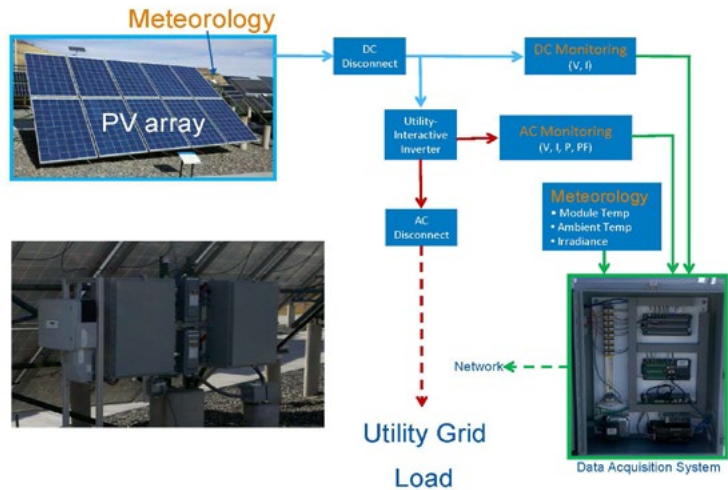 Meteorology
PV array
DC
Disconnect
DC Monitoring
(V, I)
Utility-
Interactive
Inverter
AC Monitoring
(V, I, P, PF)
Meteorology
• Module Temp
• Ambient Temp
• Irradiance
AC
Disconnect
Network
Utility Grid
Load
Data Acquisition System